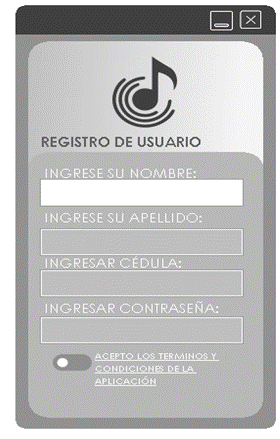 REGISTRO DE USUARIO
INGRESE SU NOMBRE:
INGRESE SU APELLIDO:
INGRESAR CÉDULA:
INGRESAR CONTRASEÑA:
ACEPTO LOS TERMINOS Y
CONDICIONES DE LA
APLICACIÓN